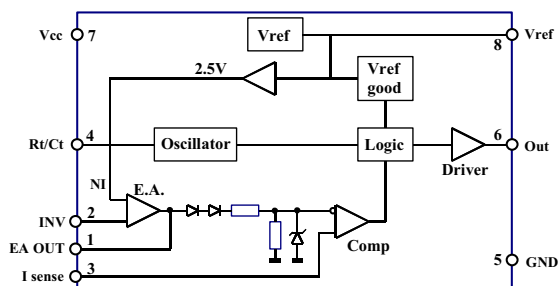 Vcc 7
Vref
8 Vref
2.5V
Vref
good
Rt/Ct 4
Oscillator
Logic
6 Out
Driver
NI
E.A.
INV 2
EA OUT 1
Comp
I sense 3
5 GND